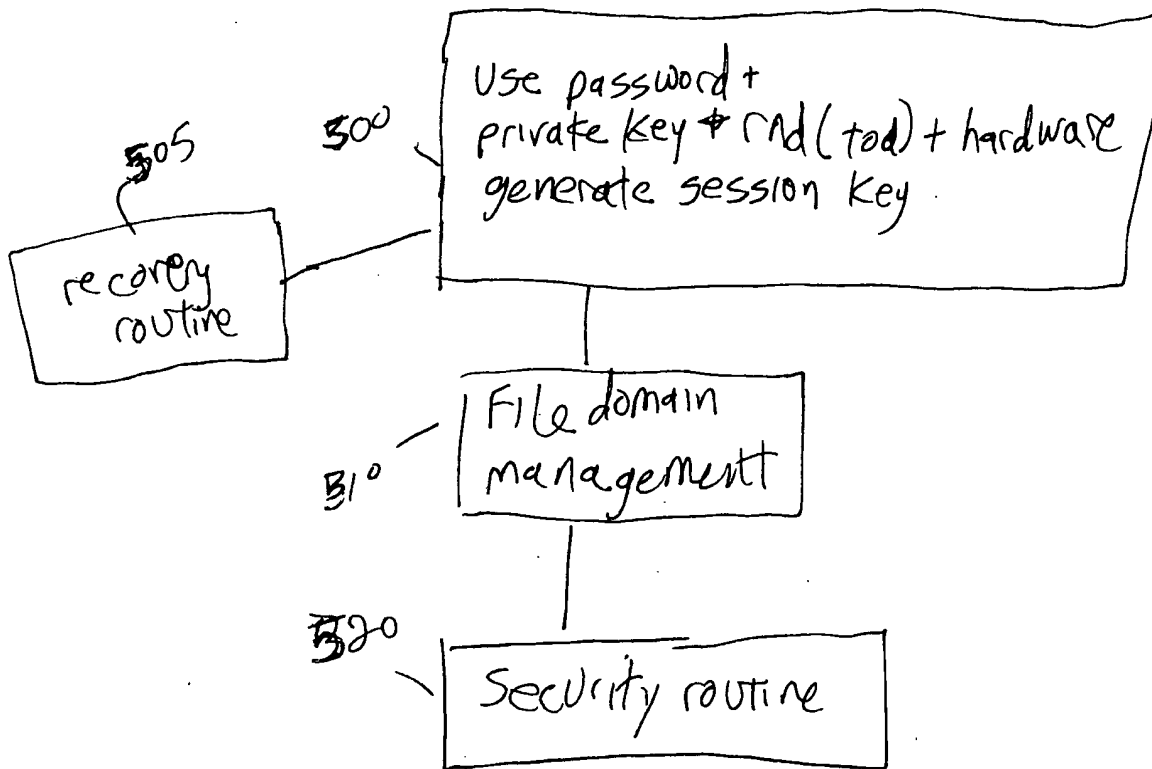 Use password +
private key + rnd (tod) + hardware
generate session key
500
505
recovery
routine
File domain
management
510
520
Security routine